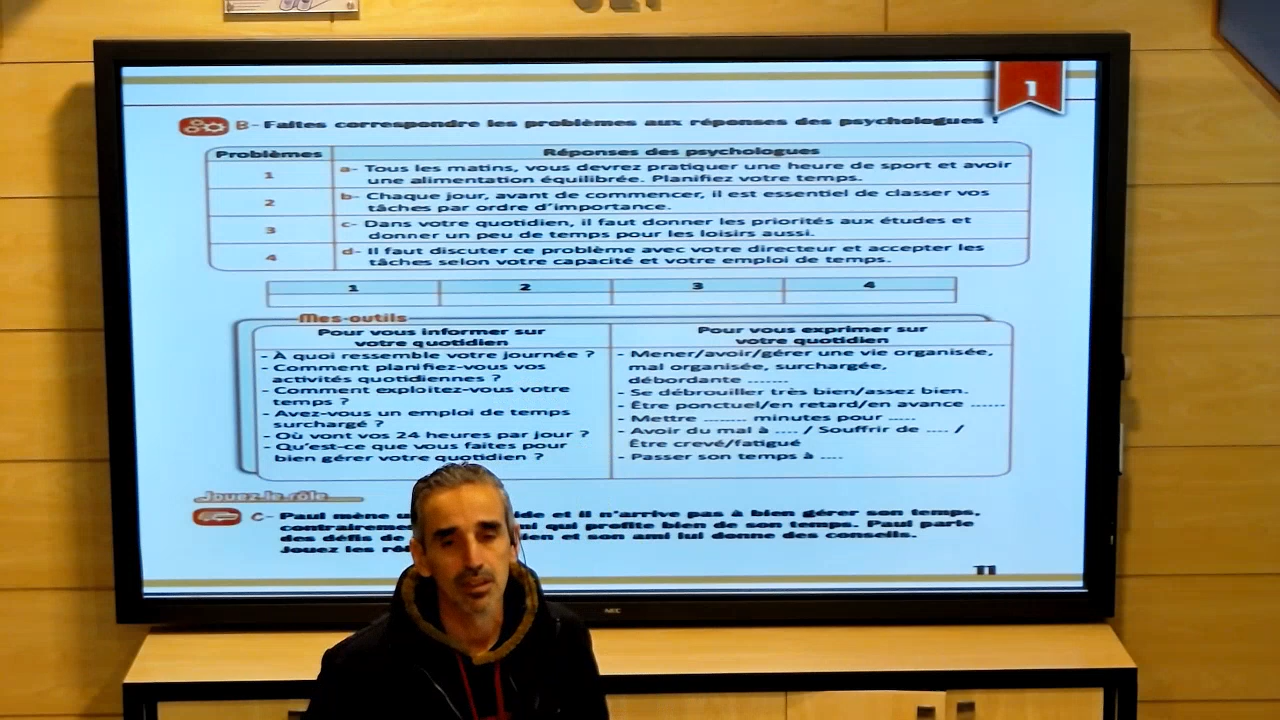 1
B- Faites correspondre les problèmes aux réponses des psychologues !
Problèmes
Réponses des psychologues
1
a- Tous les matins, vous devrez pratiquer une heure de sport et avoir
une alimentation équilibrée. Planifiez votre temps.
2
b- Chaque jour, avant de commencer, il est essentiel de classer vos
tâches par ordre d'importance.
3
c- Dans votre quotidien, il faut donner les priorités aux études et
donner un peu de temps pour les loisirs aussi.
4
d- Il faut discuter ce problème avec votre directeur et accepter les
tâches selon votre capacité et votre emploi de temps.
1 2 3 4
Mes outils
Pour vous informer sur
votre quotidien
- À quoi ressemble votre journée ?
- Comment planifiez-vous vos
activités quotidiennes ?
- Comment exploitez-vous votre
temps ?
- Avez-vous un emploi de temps
surchargé ?
- Où vont vos 24 heures par jour ?
- Qu'est-ce que vous faites pour
bien gérer votre quotidien ?
Pour vous exprimer sur
votre quotidien
- Mener/avoir/gérer une vie organisée,
mal organisée, surchargée,
débordante .......
- Se débrouiller très bien/assez bien.
- Être ponctuel/en retard/en avance ......
- Mettre ........ minutes pour .....
- Avoir du mal à .... / Souffrir de .... /
Être crevé/fatigué
- Passer son temps à ....
Jouez le rôle
C- Paul mène et il n'arrive pas à bien gérer son temps,
qui profite bien de son temps. Paul parle
des défis de et son ami lui donne des conseils.
Jouez les
11
NEC